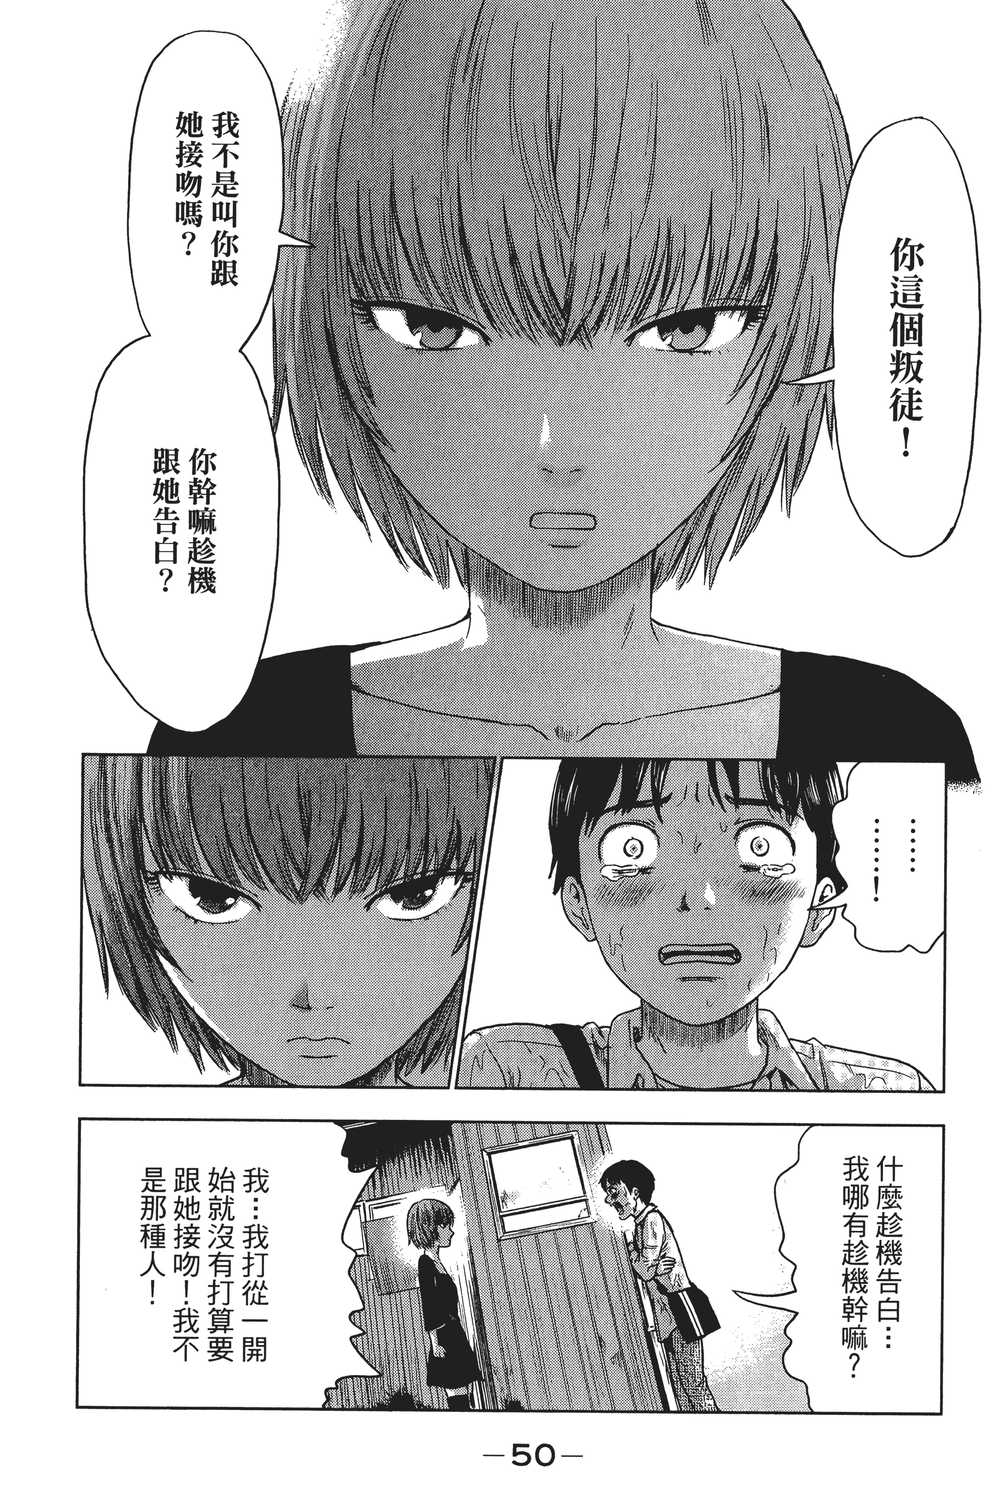 你這個叛徒！
我不是叫你跟
她接吻嗎？
你幹嘛趁機
跟她告白？
……
……！
什麼趁機告白…
我哪有趁機幹嘛？
我…我打從一開
始就沒有打算要
跟她接吻！我不
是那種人！
—50—